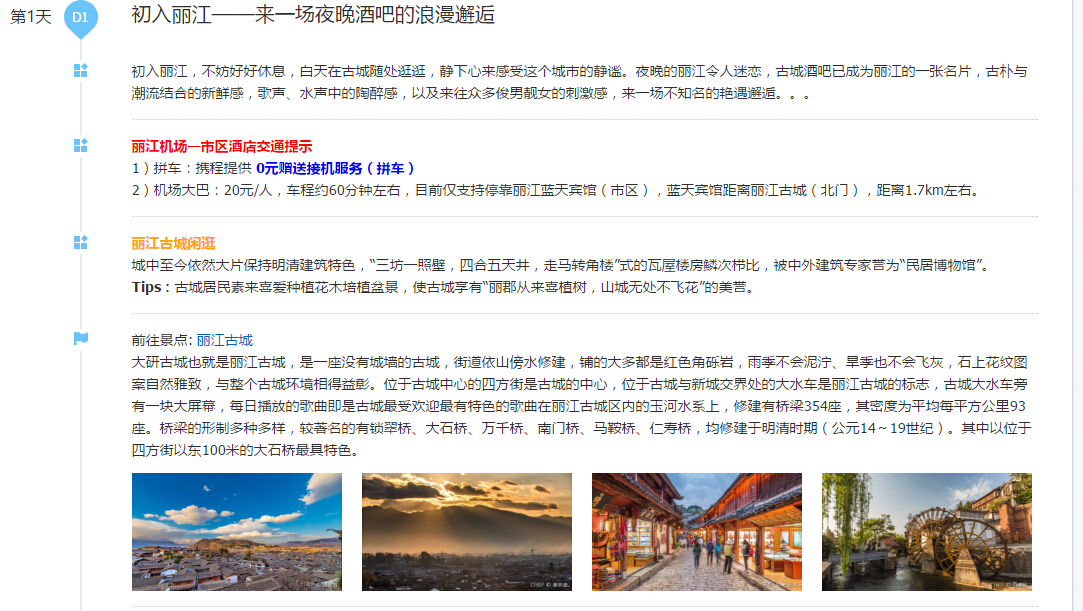 第1天
D1
初入丽江——来一场夜晚酒吧的浪漫邂逅
初入丽江，不妨好好休息，白天在古城随处逛逛，静下心来感受这个城市的静谧。夜晚的丽江令人迷恋，古城酒吧已成为丽江的一张名片，古朴与
潮流结合的新鲜感，歌声、水声中的陶醉感，以及来往众多俊男靓女的刺激感，来一场不知名的艳遇邂逅。。。
丽江机场—市区酒店交通提示
1）拼车：携程提供 0元赠送接机服务（拼车）
2）机场大巴：20元/人，车程约60分钟左右，目前仅支持停靠丽江蓝天宾馆（市区），蓝天宾馆距离丽江古城（北门），距离1.7km左右。
丽江古城闲逛
城中至今依然大片保持明清建筑特色，“三坊一照壁，四合五天井，走马转角楼”式的瓦屋楼房鳞次栉比，被中外建筑专家誉为“民居博物馆”。
Tips：古城居民素来喜爱种植花木培植盆景，使古城享有“丽郡从来喜植树，山城无处不飞花”的美誉。
前往景点: 丽江古城
大研古城也就是丽江古城，是一座没有城墙的古城，街道依山傍水修建，铺的大多都是红色角砾岩，雨季不会泥泞、旱季也不会飞灰，石上花纹图
案自然雅致，与整个古城环境相得益彰。位于古城中心的四方街是古城的中心，位于古城与新城交界处的大水车是丽江古城的标志，古城大水车旁
有一块大屏幕，每日播放的歌曲即是古城最受欢迎最有特色的歌曲在丽江古城区内的玉河水系上，修建有桥梁354座，其密度为平均每平方公里93
座。桥梁的形制多种多样，较著名的有锁翠桥、大石桥、万千桥、南门桥、马鞍桥、仁寿桥，均修建于明清时期（公元14～19世纪）。其中以位于
四方街以东100米的大石桥最具特色。